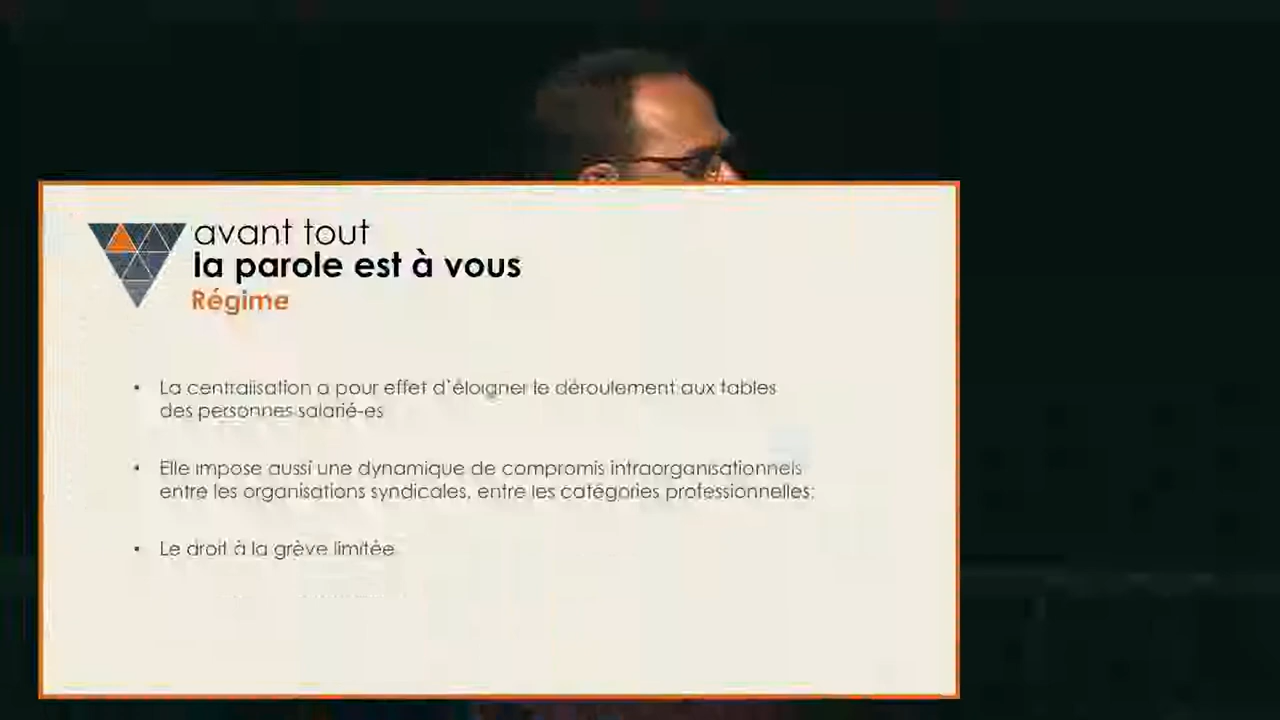 avant tout
la parole est à vous
Régime
• La centralisation a pour effet d'éloigner le déroulement aux tables
des personnes salarié-es
• Elle impose aussi une dynamique de compromis intraorganisationnels
entre les organisations syndicales, entre les catégories professionnelles;
• Le droit à la grève limitée